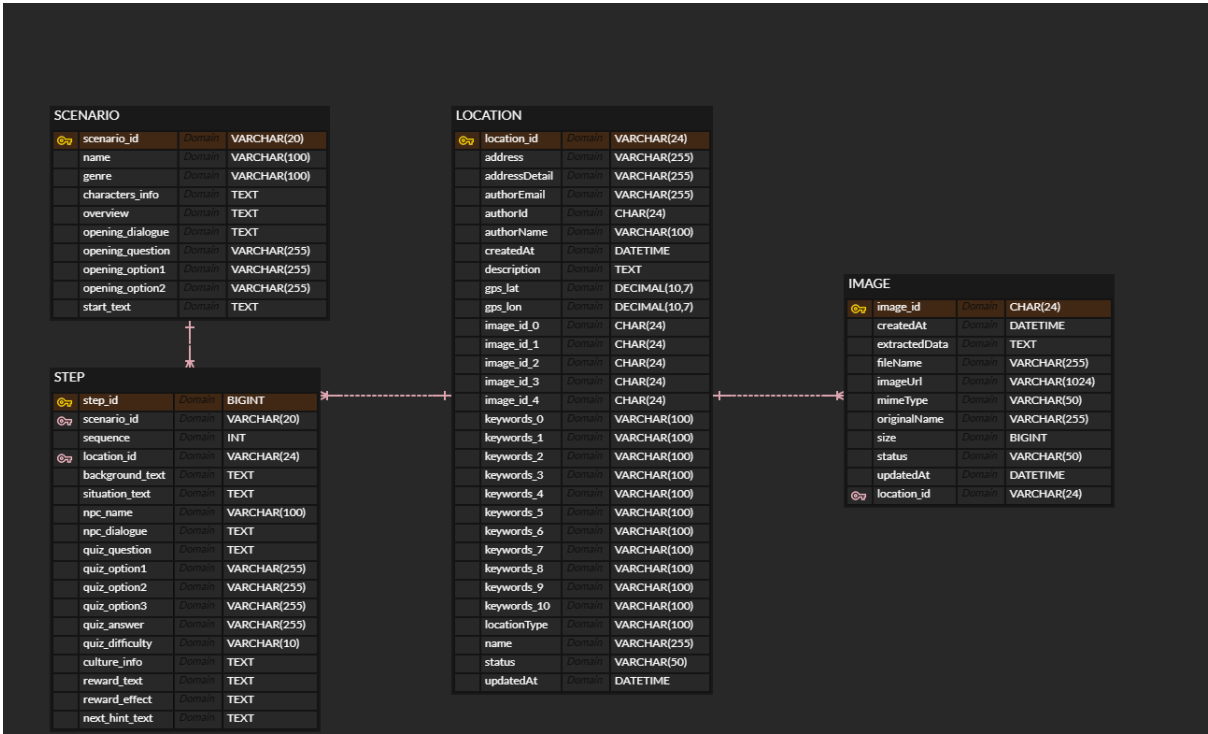 SCENARIO
scenario_id Domain VARCHAR(20)
name Domain VARCHAR(100)
genre Domain VARCHAR(100)
characters_info Domain TEXT
overview Domain TEXT
opening_dialogue Domain TEXT
opening_question Domain VARCHAR(255)
opening_option1 Domain VARCHAR(255)
opening_option2 Domain VARCHAR(255)
start_text Domain TEXT
STEP
step_id Domain BIGINT
scenario_id Domain VARCHAR(20)
sequence Domain INT
location_id Domain VARCHAR(24)
background_text Domain TEXT
situation_text Domain TEXT
npc_name Domain VARCHAR(100)
npc_dialogue Domain TEXT
quiz_question Domain TEXT
quiz_option1 Domain VARCHAR(255)
quiz_option2 Domain VARCHAR(255)
quiz_option3 Domain VARCHAR(255)
quiz_answer Domain VARCHAR(255)
quiz_difficulty Domain VARCHAR(10)
culture_info Domain TEXT
reward_text Domain TEXT
reward_effect Domain TEXT
next_hint_text Domain TEXT
LOCATION
location_id Domain VARCHAR(24)
address Domain VARCHAR(255)
addressDetail Domain VARCHAR(255)
authorEmail Domain VARCHAR(255)
authorId Domain CHAR(24)
authorName Domain VARCHAR(100)
createdAt Domain DATETIME
description Domain TEXT
gps_lat Domain DECIMAL(10,7)
gps_lon Domain DECIMAL(10,7)
image_id_0 Domain CHAR(24)
image_id_1 Domain CHAR(24)
image_id_2 Domain CHAR(24)
image_id_3 Domain CHAR(24)
image_id_4 Domain CHAR(24)
keywords_0 Domain VARCHAR(100)
keywords_1 Domain VARCHAR(100)
keywords_2 Domain VARCHAR(100)
keywords_3 Domain VARCHAR(100)
keywords_4 Domain VARCHAR(100)
keywords_5 Domain VARCHAR(100)
keywords_6 Domain VARCHAR(100)
keywords_7 Domain VARCHAR(100)
keywords_8 Domain VARCHAR(100)
keywords_9 Domain VARCHAR(100)
keywords_10 Domain VARCHAR(100)
locationType Domain VARCHAR(100)
name Domain VARCHAR(255)
status Domain VARCHAR(50)
updatedAt Domain DATETIME
IMAGE
image_id Domain CHAR(24)
createdAt Domain DATETIME
extractedData Domain TEXT
fileName Domain VARCHAR(255)
imageUrl Domain VARCHAR(1024)
mimeType Domain VARCHAR(50)
originalName Domain VARCHAR(255)
size Domain BIGINT
status Domain VARCHAR(50)
updatedAt Domain DATETIME
location_id Domain VARCHAR(24)